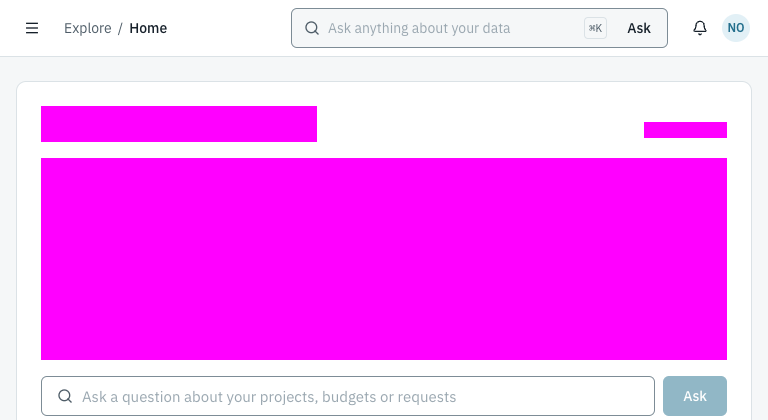 Explore / Home
Ask anything about your data
⌘K
Ask
NO
Ask a question about your projects, budgets or requests
Ask